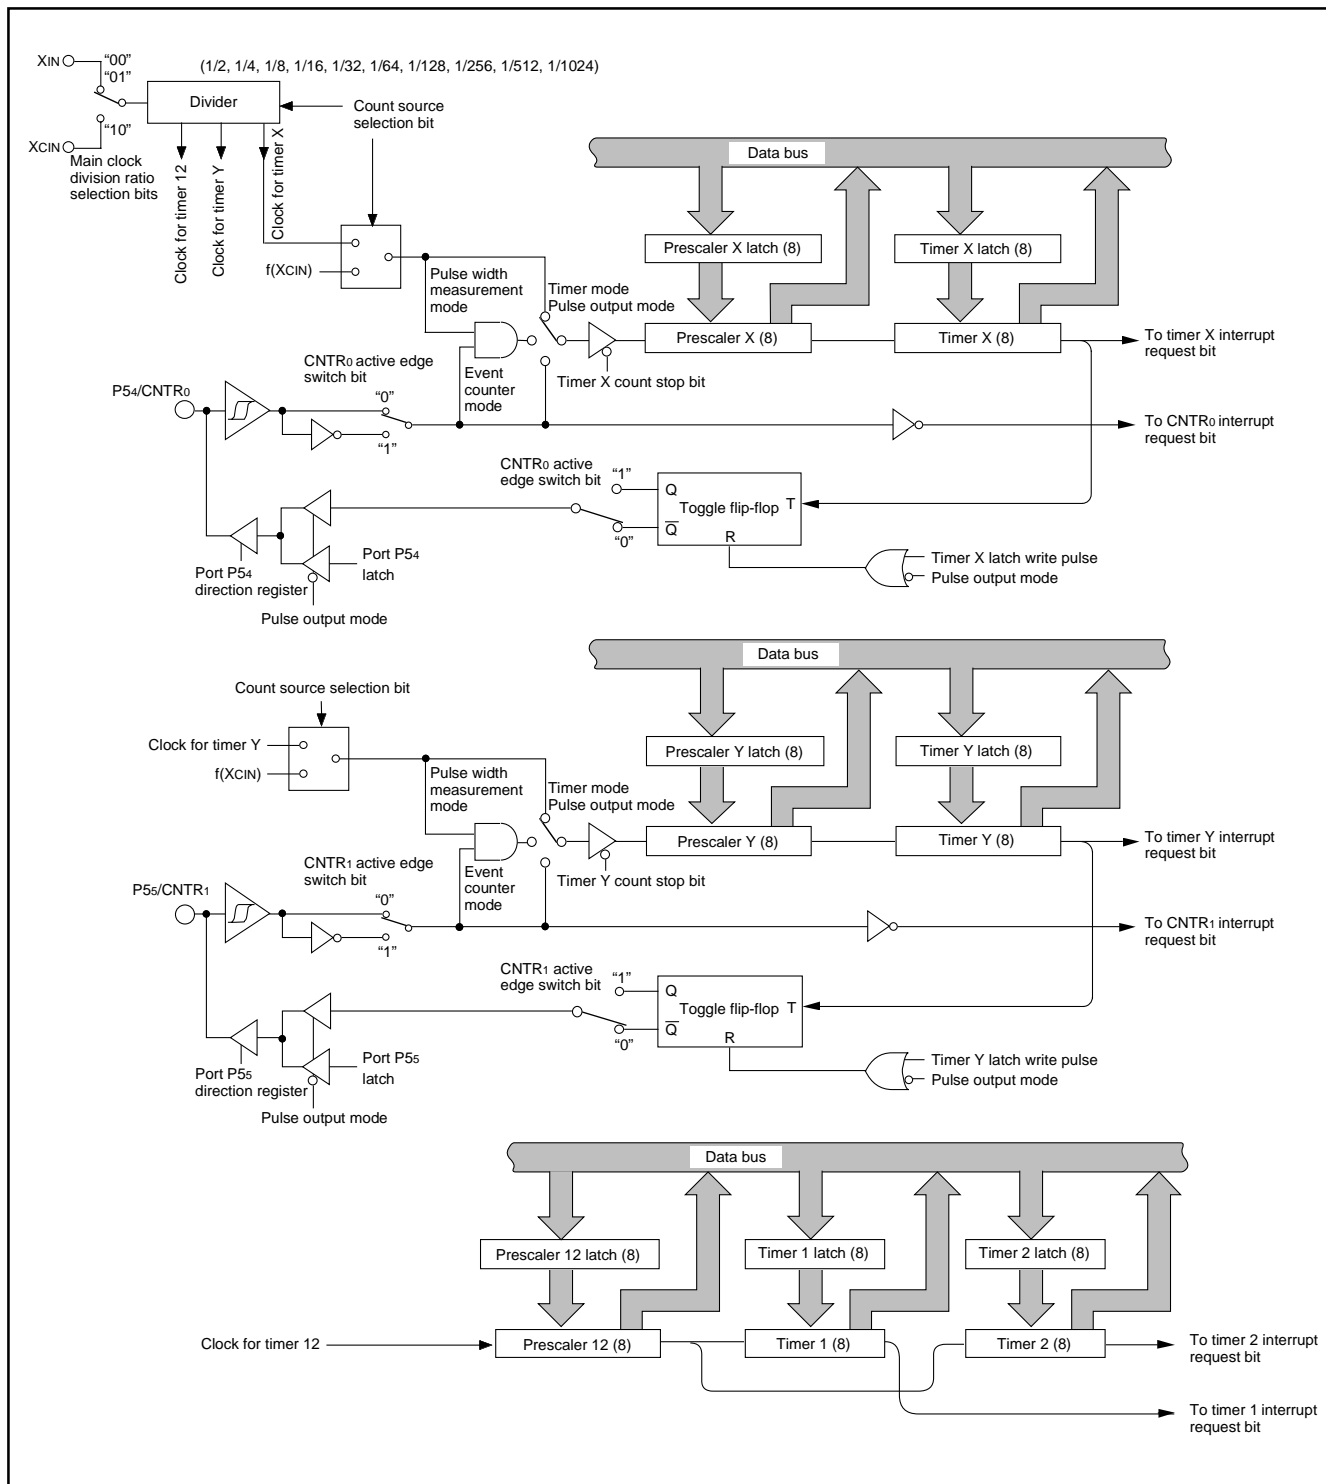 XIN
“00”
“01”
“10”
XCIN
(1/2, 1/4, 1/8, 1/16, 1/32, 1/64, 1/128, 1/256, 1/512, 1/1024)
Divider
Count source
selection bit
Main clock
division ratio
selection bits
Clock for timer 12
Clock for timer Y
Clock for timer X
f(XCIN)
Data bus
Prescaler X latch (8)
Timer X latch (8)
Pulse width
measurement
mode
Timer mode
Pulse output mode
Prescaler X (8)
Timer X (8)
To timer X interrupt
request bit
CNTR0 active edge
switch bit
Event
counter
mode
Timer X count stop bit
P54/CNTR0
“0”
“1”
To CNTR0 interrupt
request bit
CNTR0 active
edge switch bit
“1”
“0”
Q
Q
Toggle flip-flop
T
R
Port P54
latch
Port P54
direction register
Pulse output mode
Timer X latch write pulse
Pulse output mode
Data bus
Count source selection bit
Clock for timer Y
f(XCIN)
Prescaler Y latch (8)
Timer Y latch (8)
Pulse width
measurement
mode
Timer mode
Pulse output mode
Prescaler Y (8)
Timer Y (8)
To timer Y interrupt
request bit
CNTR1 active edge
switch bit
Event
counter
mode
Timer Y count stop bit
P55/CNTR1
“0”
“1”
To CNTR1 interrupt
request bit
CNTR1 active
edge switch bit
“1”
“0”
Q
Q
Toggle flip-flop
T
R
Port P55
latch
Port P55
direction register
Pulse output mode
Timer Y latch write pulse
Pulse output mode
Data bus
Prescaler 12 latch (8)
Timer 1 latch (8)
Timer 2 latch (8)
Clock for timer 12
Prescaler 12 (8)
Timer 1 (8)
Timer 2 (8)
To timer 2 interrupt
request bit
To timer 1 interrupt
request bit